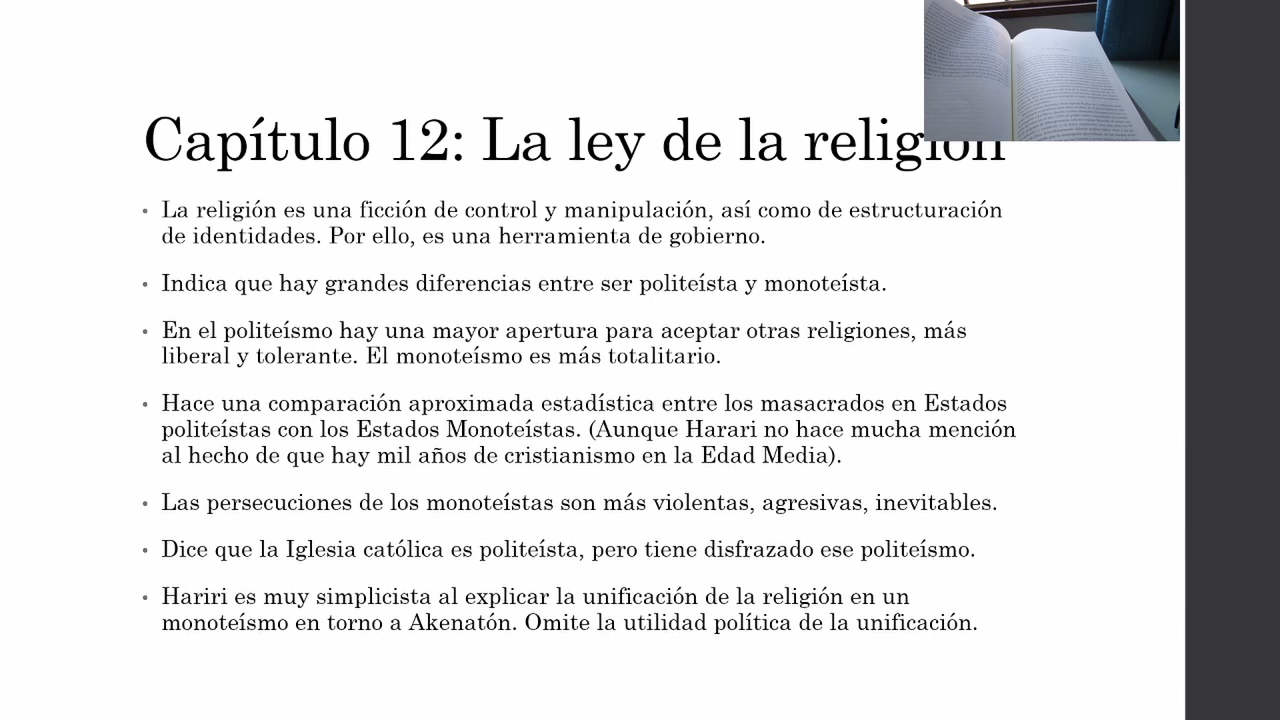 Capítulo 12: La ley de la religión
• La religión es una ficción de control y manipulación, así como de estructuración
de identidades. Por ello, es una herramienta de gobierno.
• Indica que hay grandes diferencias entre ser politeísta y monoteísta.
• En el politeísmo hay una mayor apertura para aceptar otras religiones, más
liberal y tolerante. El monoteísmo es más totalitario.
• Hace una comparación aproximada estadística entre los masacrados en Estados
politeístas con los Estados Monoteístas. (Aunque Harari no hace mucha mención
al hecho de que hay mil años de cristianismo en la Edad Media).
• Las persecuciones de los monoteístas son más violentas, agresivas, inevitables.
• Dice que la Iglesia católica es politeísta, pero tiene disfrazado ese politeísmo.
• Hariri es muy simplicista al explicar la unificación de la religión en un
monoteísmo en torno a Akenatón. Omite la utilidad política de la unificación.